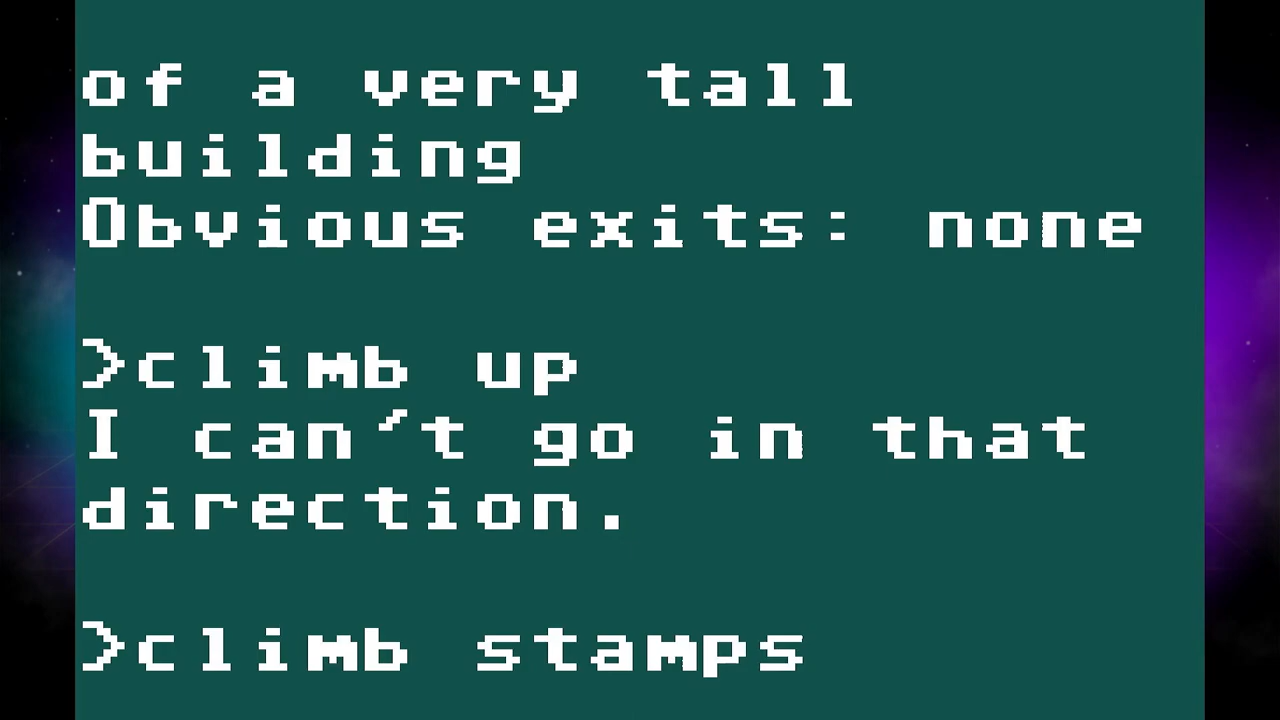 of a very tall
building
Obvious exits: none
>climb up
I can't go in that
direction.
>climb stamps